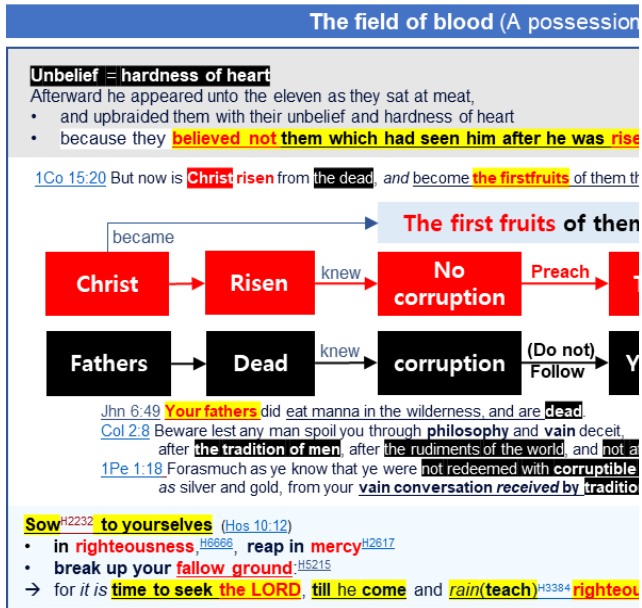 The field of blood (A possession
Unbelief = hardness of heart
Afterward he appeared unto the eleven as they sat at meat,
• and upbraided them with their unbelief and hardness of heart
• because they believed not them which had seen him after he was rise
1Co 15:20 But now is Christ risen from the dead, and become the firstfruits of them th
became
The first fruits of then
Christ
Risen
knew
No corruption
Preach
T
Fathers
Dead
knew
corruption
(Do not) Follow
Y
Jhn 6:49 Your fathers did eat manna in the wilderness, and are dead.
Col 2:8 Beware lest any man spoil you through philosophy and vain deceit,
after the tradition of men, after the rudiments of the world, and not af
1Pe 1:18 Forasmuch as ye know that ye were not redeemed with corruptible
as silver and gold, from your vain conversation received by tradition
Sow H2232 to yourselves (Hos 10:12)
• in righteousness, H6666, reap in mercy H2617
• break up your fallow ground: H5215
→ for it is time to seek the LORD, till he come and rain(teach) H3384 righteou